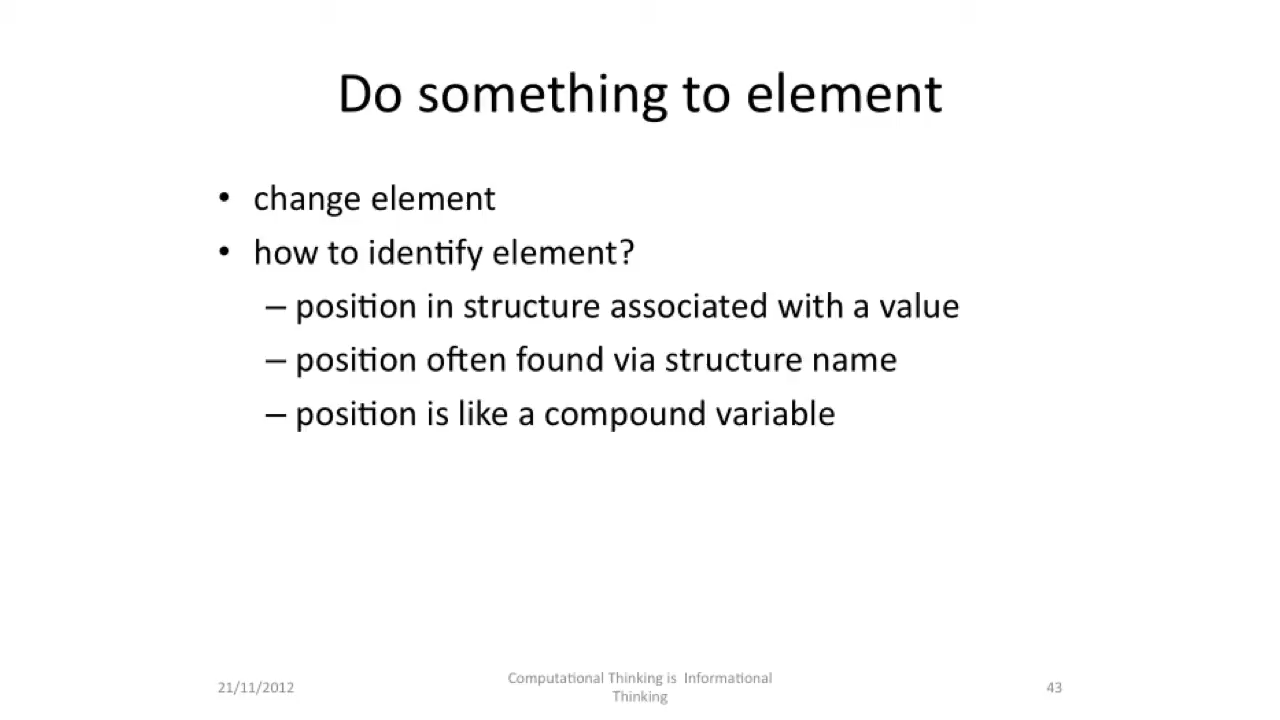 Do something to element
• change element
• how to identify element?
– position in structure associated with a value
– position often found via structure name
– position is like a compound variable
21/11/2012
Computational Thinking is Informational
Thinking
43